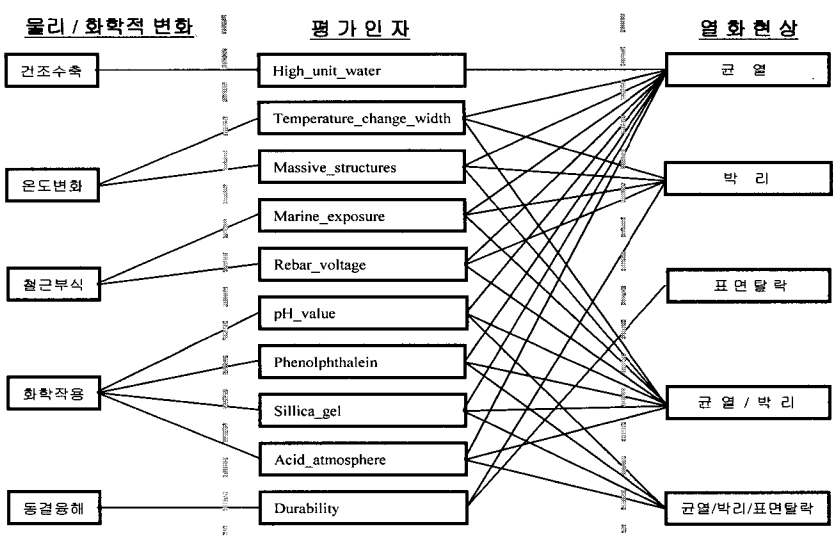 물리 / 화학적 변화
평 가 인 자
열 화 현 상
건조수축
High_unit_water
균 열
Temperature_change_width
온도변화
Massive_structures
박 리
Marine_exposure
철근부식
Rebar_voltage
표 면 탈 락
pH_value
Phenolphthalein
화학작용
Sillica_gel
균 열 / 박 리
Acid_atmosphere
동결융해
Durability
균열/박리/표면탈락